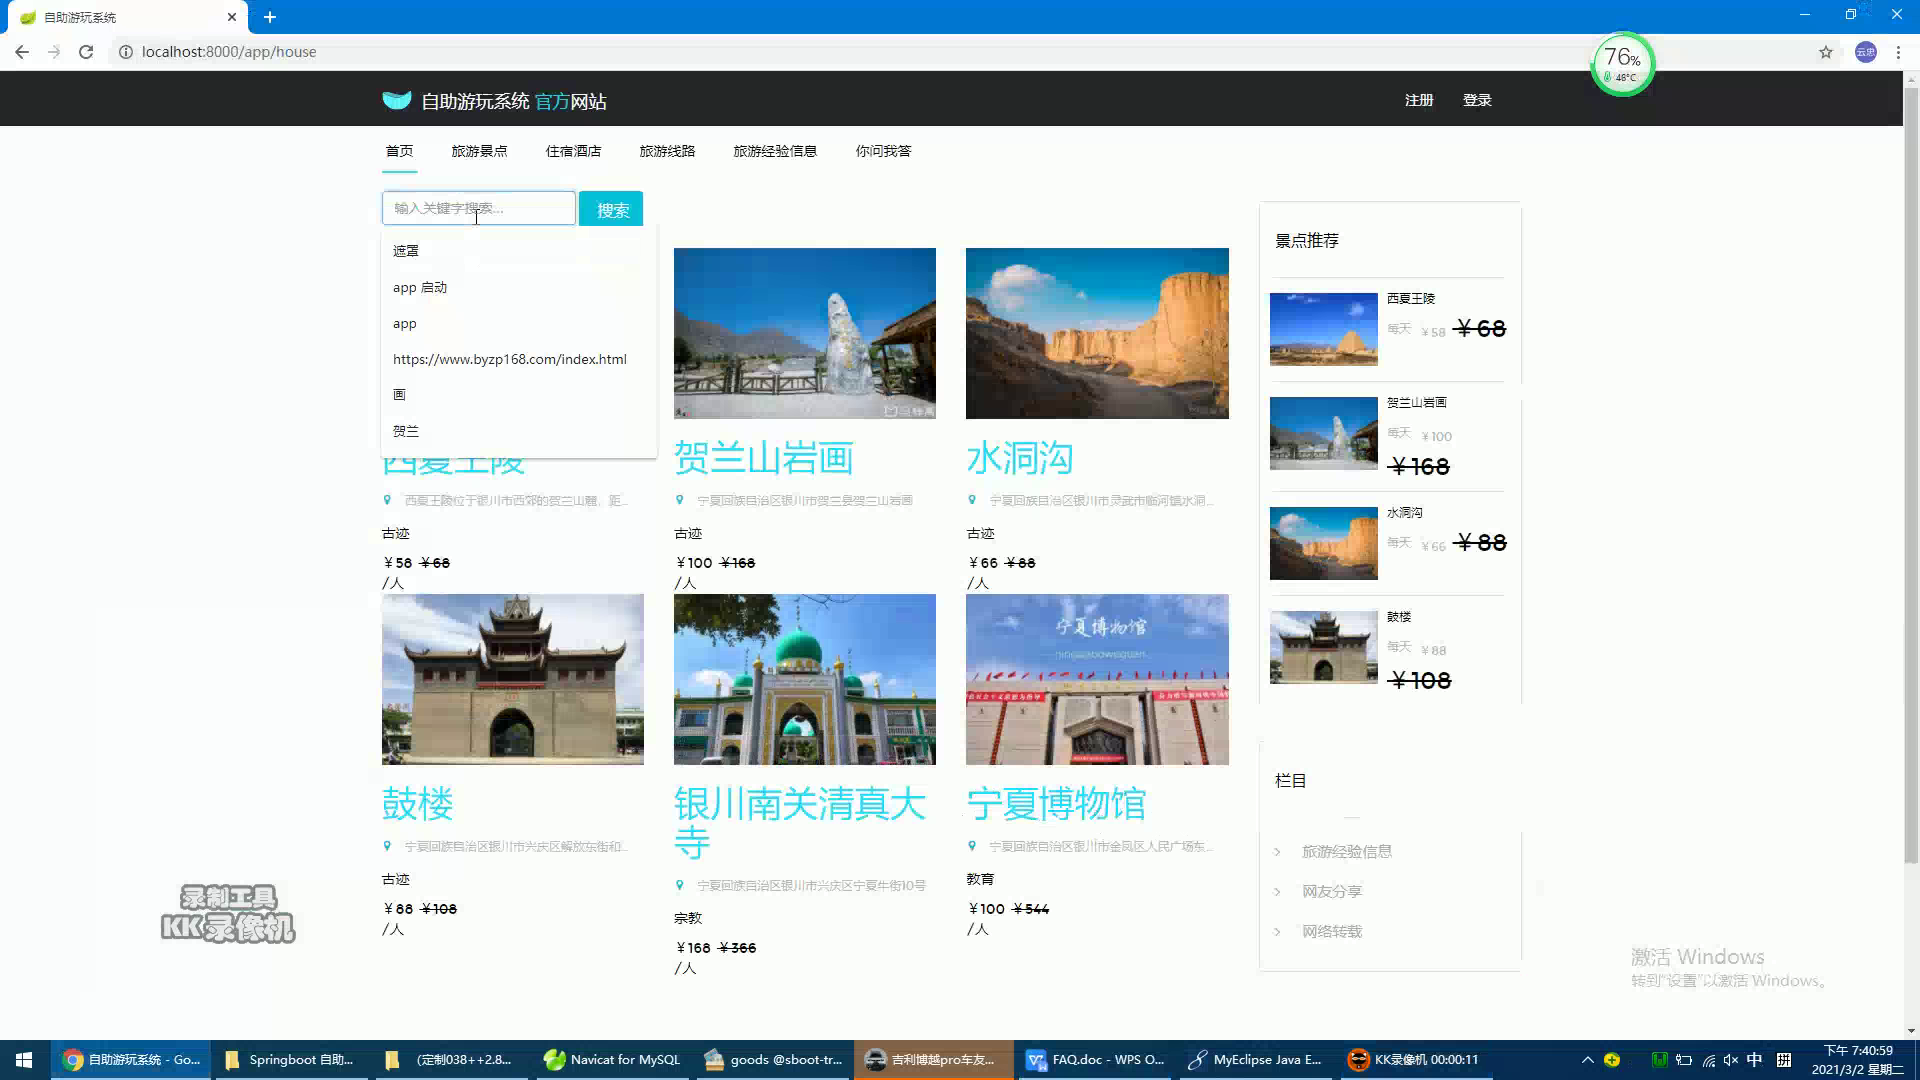 自助游玩系统
localhost:8000/app/house
云思
76%
46°C
自助游玩系统 官方网站
注册 登录
首页 旅游景点 住宿酒店 旅游线路 旅游经验信息 你问我答
输入关键字搜索...
搜索
遮罩
app 启动
app
https://www.byzp168.com/index.html
画
贺兰
西夏王陵
西夏王陵位于银川市西郊的贺兰山麓，距...
古迹
￥58 ￥68
/人
贺兰山岩画
宁夏回族自治区银川市贺兰县贺兰山岩画
古迹
￥100 ￥168
/人
水洞沟
宁夏回族自治区银川市灵武市临河镇水洞...
古迹
￥66 ￥88
/人
宁夏博物馆
鼓楼
宁夏回族自治区银川市兴庆区解放东街和...
古迹
￥88 ￥108
/人
银川南关清真大
寺
宁夏回族自治区银川市兴庆区宁夏牛街10号
宗教
￥168 ￥366
/人
宁夏博物馆
宁夏回族自治区银川市金凤区人民广场东...
教育
￥100 ￥544
/人
景点推荐
西夏王陵
每天 ￥58 ￥68
贺兰山岩画
每天 ￥100
￥168
水洞沟
每天 ￥66 ￥88
鼓楼
每天 ￥88
￥108
栏目
旅游经验信息
网友分享
网络转载
录制工具
KK录像机
激活 Windows
转到"设置"以激活 Windows。
自助游玩系统 - Go...
Springboot 自助...
(定制038++2.8...
Navicat for MySQL
goods @sboot-tr...
吉利博越pro车友...
FAQ.doc - WPS O...
MyEclipse Java E...
KK录像机 00:00:11
中
拼
下午 7:40:59
2021/3/2 星期二